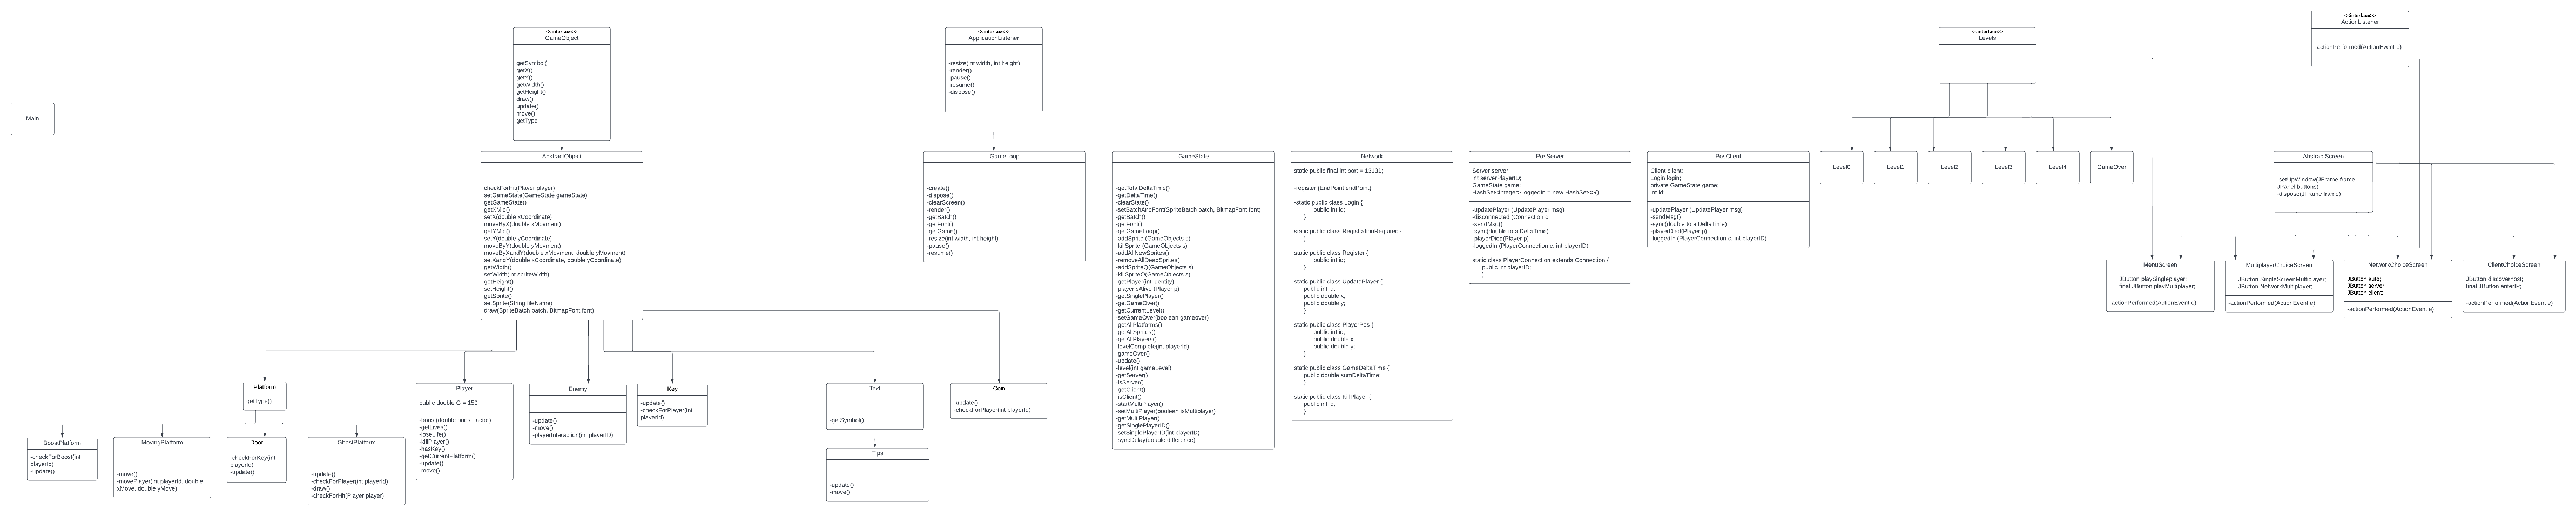 Main
<<interface>>
GameObject
getSymbol(
getX()
getY()
getWidth()
getHeight()
draw()
update()
move()
getType
AbstractObject
checkForHit(Player player)
setGameState(GameState gameState)
getGameState()
getXMid()
setX(double xCoordinate)
moveByX(double xMovment)
getYMid()
setY(double yCoordinate)
moveByY(double yMovment)
moveByXandY(double xMovment, double yMovment)
setXandY(double xCoordinate, double yCoordinate)
getWidth()
setWidth(int spriteWidth)
getHeight()
setHeight()
getSprite()
setSprite(String fileName)
draw(SpriteBatch batch, BitmapFont font)
Platform
getType()
BoostPlatform
-checkForBoost(int
playerId)
-update()
MovingPlatform
-move()
-movePlayer(int playerId, double
xMove, double yMove)
Door
-checkForKey(int
playerId)
-update()
GhostPlatform
-update()
-checkForPlayer(int playerId)
-draw()
-checkForHit(Player player)
Player
public double G = 150
-boost(double boostFactor)
-getLives()
-loseLife()
-killPlayer()
-hasKey()
-getCurrentPlatform()
-update()
-move()
Enemy
-update()
-move()
-playerInteraction(int playerID)
Key
-update()
-checkForPlayer(int
playerId)
Text
-getSymbol()
Tips
-update()
-move()
Coin
-update()
-checkForPlayer(int playerId)
<<interface>>
ApplicationListener
-resize(int width, int height)
-render()
-pause()
-resume()
-dispose()
GameLoop
-create()
-dispose()
-clearScreen()
-render()
-getBatch()
-getFont()
-getGame()
-resize(int width, int height)
-pause()
-resume()
GameState
-getTotalDeltaTime()
-getDeltaTime()
-clearState()
-setBatchAndFont(SpriteBatch batch, BitmapFont font)
-getBatch()
-getFont()
-getGameLoop()
-addSprite (GameObjects s)
-killSprite (GameObjects s)
-addAllNewSprites()
-removeAllDeadSprites(
-addSpriteQ(GameObjects s)
-killSpriteQ(GameObjects s)
-getPlayer(int identity)
-playerIsAlive (Player p)
-getSinglePlayer()
-getGameOver()
-getCurrentLevel()
-setGameOver(boolean gameover)
-getAllPlatforms()
-getAllSprites()
-getAllPlayers()
-levelComplete(int playerId)
-gameOver()
-update()
-level(int gameLevel)
-getServer()
-isServer()
-getClient()
-isClient()
-startMultiPlayer()
-setMultiPlayer(boolean isMultiplayer)
-getMultiPlayer()
-getSinglePlayerID()
-setSinglePlayerID(int playerID)
-syncDelay(double difference)
Network
static public final int port = 13131;
-register (EndPoint endPoint)
-static public class Login {
public int id;
}
static public class RegistrationRequired {
}
static public class Register {
public int id;
}
static public class UpdatePlayer {
public int id,
public double x;
public double y;
}
static public class PlayerPos {
public int id;
public double x;
public double y;
}
static public class GameDeltaTime {
public double sumDeltaTime;
}
static public class KillPlayer {
public int id;
}
PosServer
Server server;
int serverPlayerID;
GameState game;
HashSet<Integer> loggedIn = new HashSet<>();
-updatePlayer (UpdatePlayer msg)
-disconnected (Connection c
-sendMsg()
-sync(double totalDeltaTime)
-playerDied(Player p)
-loggedIn (PlayerConnection c. int playerID)
static class PlayerConnection extends Connection {
public int playerID;
}
PosClient
Client client;
Login login;
private GameState game;
int id;
-updatePlayer (UpdatePlayer msg)
-sendMsg()
-sync(double totalDeltaTime)
-playerDied(Player p)
-loggedIn (PlayerConnection c, int playerID)
<<interface>>
Levels
Level0
Level1
Level2
Level3
Level4
GameOver
<<interface>>
ActionListener
-actionPerformed(ActionEvent e)
AbstractScreen
-setUpWindow(JFrame frame,
JPanel buttons)
-dispose(JFrame frame)
MenuScreen
JButton playSingleplayer;
final JButton playMultiplayer;
-actionPerformed(ActionEvent e)
MultiplayerChoiceScreen
JButton SingleScreenMultiplayer;
JButton NetworkMultiplayer;
-actionPerformed(ActionEvent e)
NetworkChoiceScreen
JButton auto;
JButton server;
JButton client;
-actionPerformed(ActionEvent e)
ClientChoiceScreen
JButton discoverhost;
final JButton enterIP;
-actionPerformed(ActionEvent e)